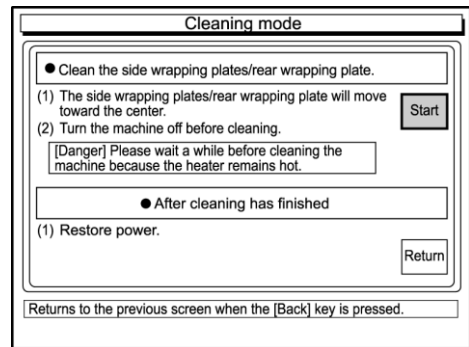 Cleaning mode
● Clean the side wrapping plates/rear wrapping plate.
(1) The side wrapping plates/rear wrapping plate will move
toward the center.
Start
(2) Turn the machine off before cleaning.
[Danger] Please wait a while before cleaning the
machine because the heater remains hot.
● After cleaning has finished
(1) Restore power.
Return
Returns to the previous screen when the [Back] key is pressed.